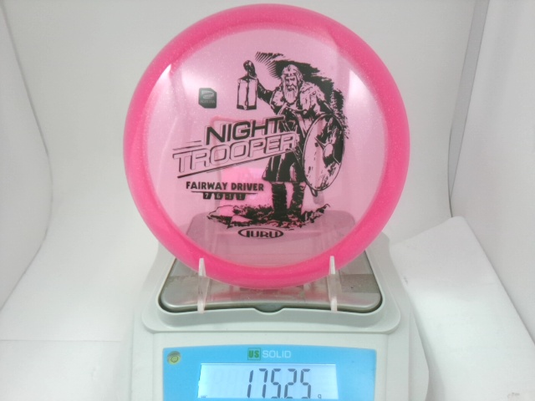 NIGHT
TROOPER
FAIRWAY DRIVER
GURU
US SOLID
175.25 g